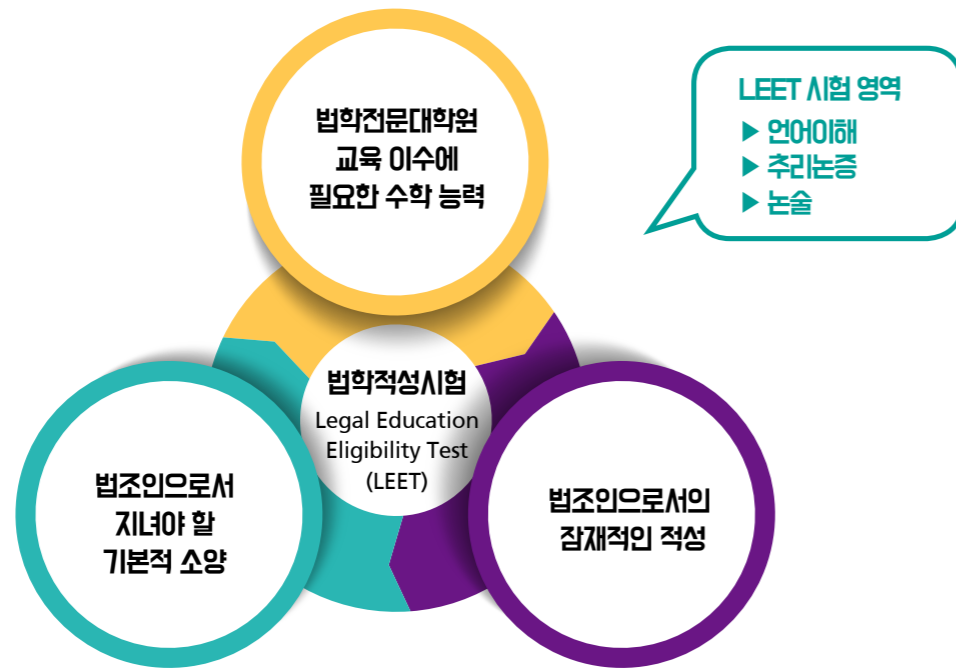 법학전문대학원
교육 이수에
필요한 수학 능력
LEET 시험 영역
▶ 언어이해
▶ 추리논증
▶ 논술
법학적성시험
Legal Education
Eligibility Test
(LEET)
법조인으로서
지녀야 할
기본적 소양
법조인으로서의
잠재적인 적성